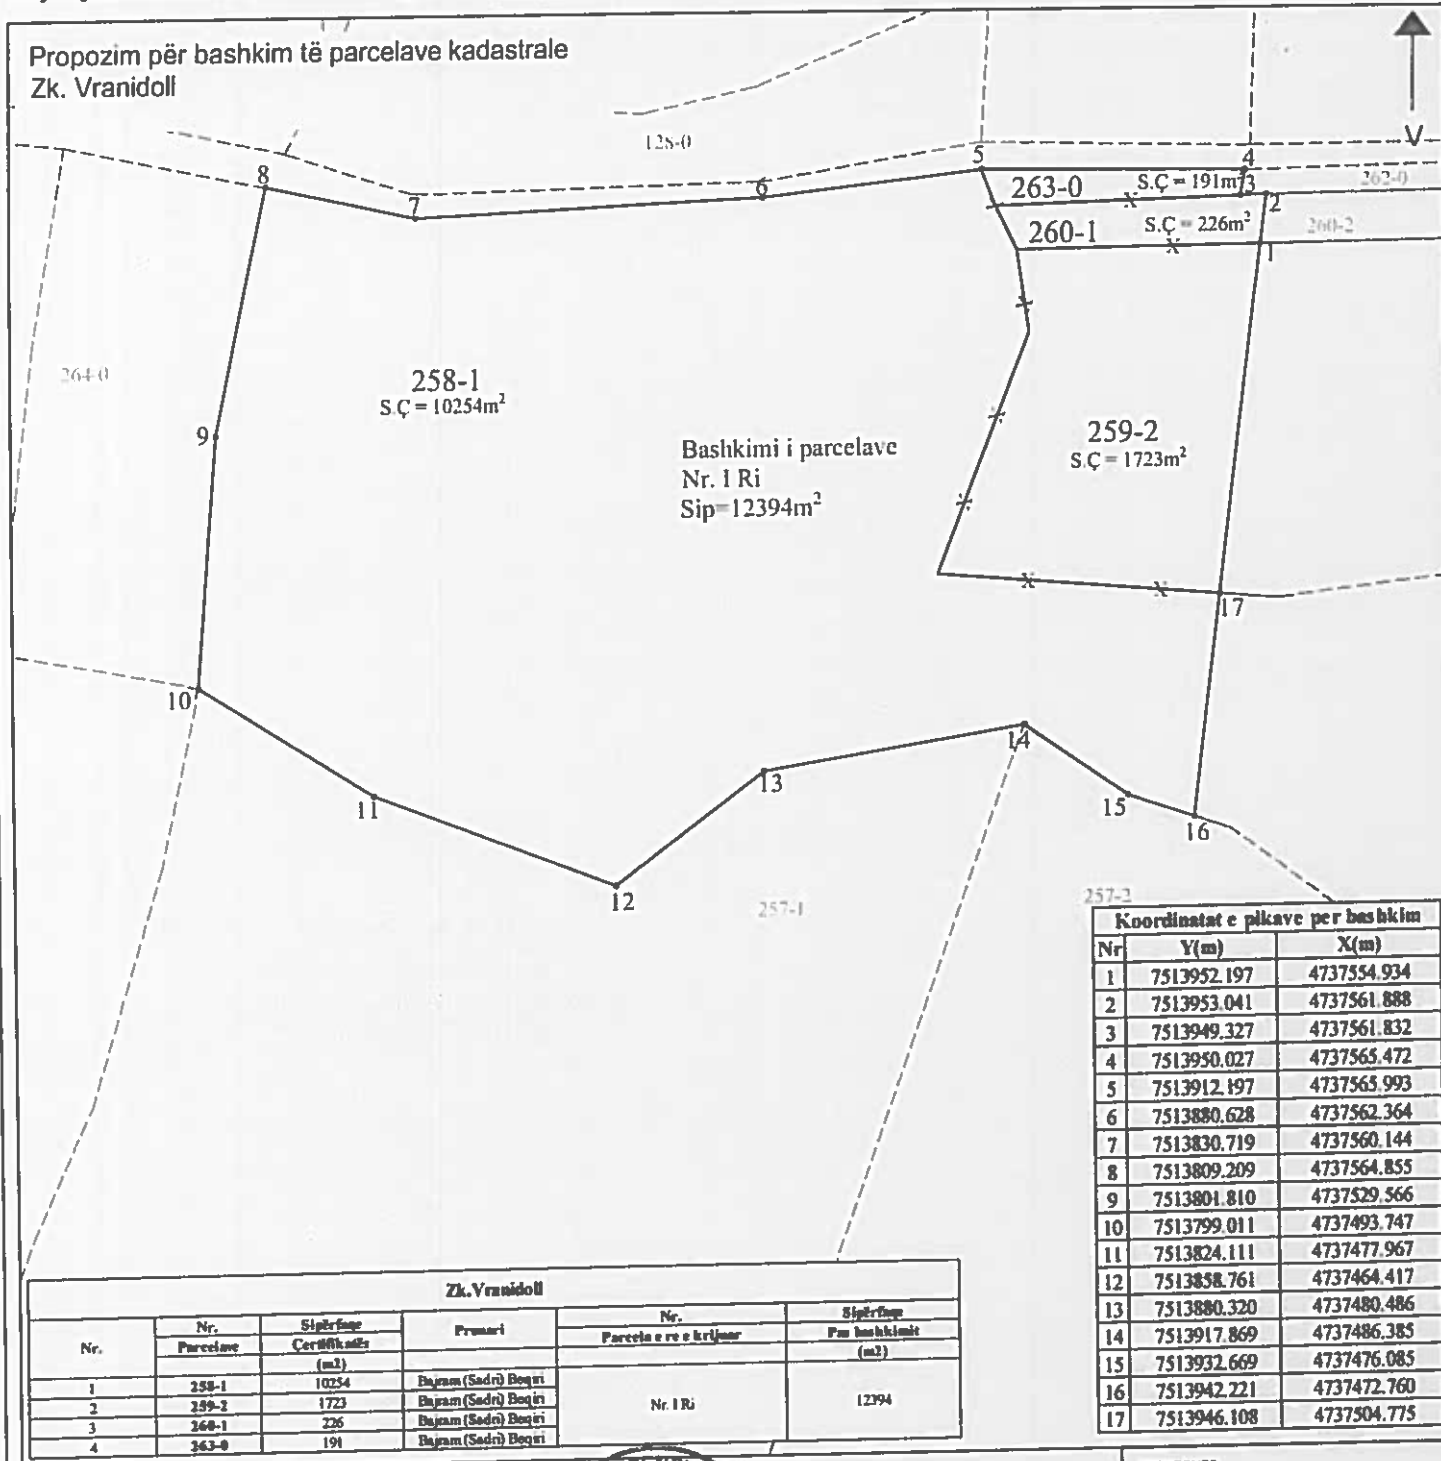 Propozim për bashkim të parcelave kadastrale
Zk. Vranidoll
V
128-0
8
7
6
5
4
263-0
S.Ç = 191m²
3
262-0
2
260-1
S.Ç = 226m²
260-2
1
264-0
258-1
S.Ç = 10254m²
9
Bashkimi i parcelave
Nr. 1 Ri
Sip=12394m²
259-2
S.Ç = 1723m²
17
10
11
12
13
14
15
16
257-1
257-2
Koordinatat e pikave per bashkim
Nr Y(m) X(m)
1 7513952.197 4737554.934
2 7513953.041 4737561.888
3 7513949.327 4737561.832
4 7513950.027 4737565.472
5 7513912.197 4737565.993
6 7513880.628 4737562.364
7 7513830.719 4737560.144
8 7513809.209 4737564.855
9 7513801.810 4737529.566
10 7513799.011 4737493.747
11 7513824.111 4737477.967
12 7513858.761 4737464.417
13 7513880.320 4737480.486
14 7513917.869 4737486.385
15 7513932.669 4737476.085
16 7513942.221 4737472.760
17 7513946.108 4737504.775
Zk.Vranidoll
Nr. Nr. Parcelave Sipërfaqe Certifikatës (m2) Pronari Nr. Parcela e re e krijuar Sipërfaqe Pas bashkimit (m2)
1 258-1 10254 Bajram (Sadri) Beqiri
2 259-2 1723 Bajram (Sadri) Beqiri Nr. 1 Ri 12394
3 260-1 226 Bajram (Sadri) Beqiri
4 263-0 191 Bajram (Sadri) Beqiri